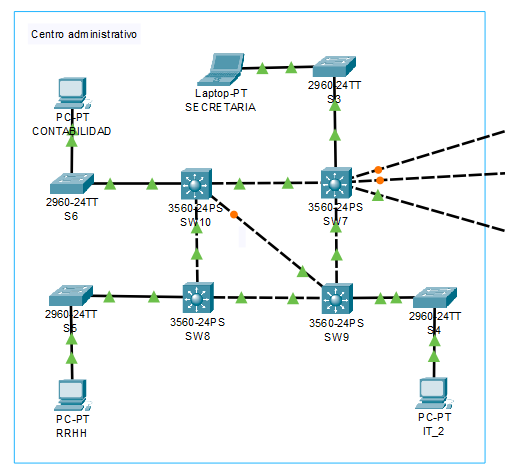 Centro administrativo
Laptop-PT
SECRETARIA
2960-24TT
S3
PC-PT
CONTABILIDAD
2960-24TT
S6
3560-24PS
SW10
3560-24PS
SW7
2960-24TT
S5
3560-24PS
SW8
3560-24PS
SW9
2960-24TT
S4
PC-PT
RRHH
PC-PT
IT_2